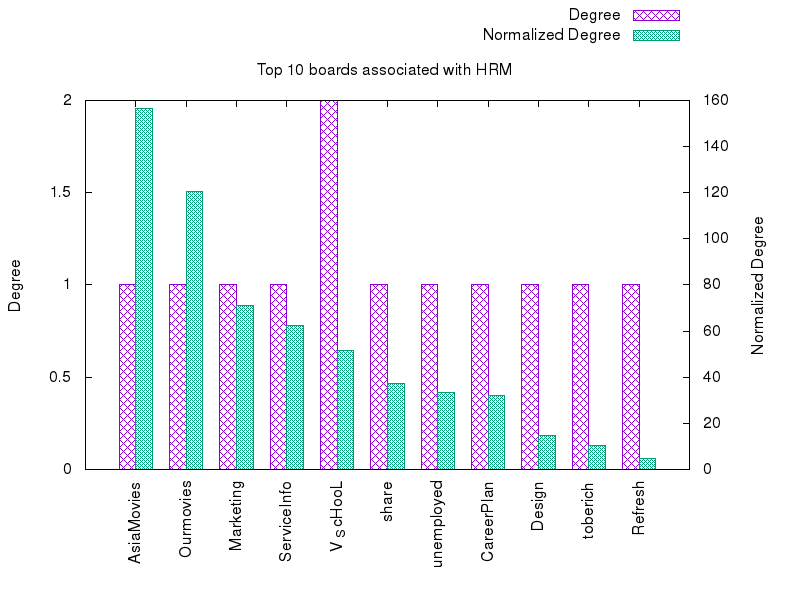 Degree
Normalized Degree
Top 10 boards associated with HRM
2
1.5
1
0.5
0
160
140
120
100
80
60
40
20
0
Degree
Normalized Degree
AsiaMovies
Ourmovies
Marketing
ServiceInfo
V_scHooL
share
unemployed
CareerPlan
Design
toberich
Refresh